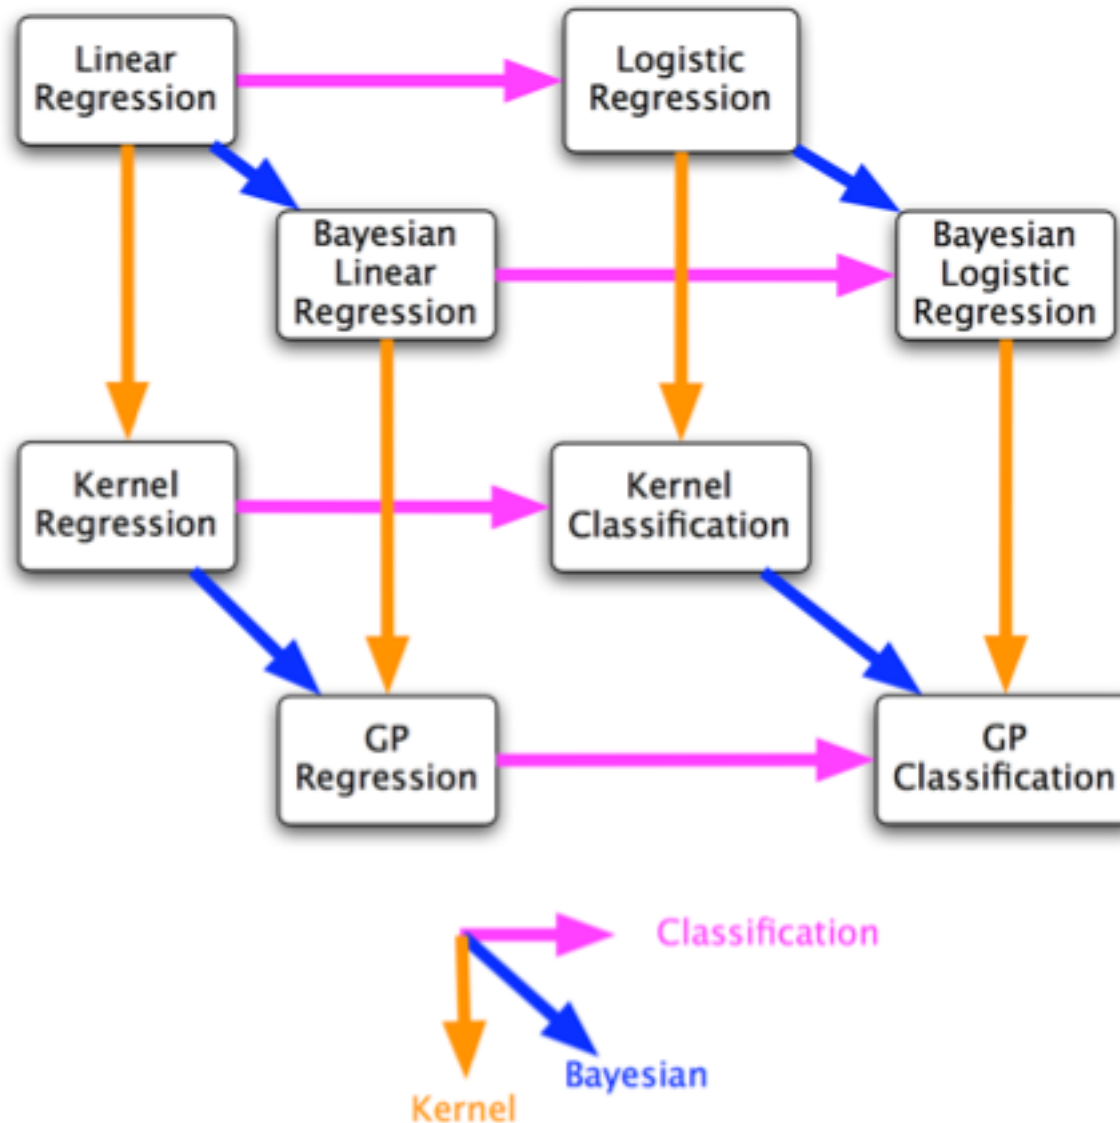 Linear
Regression
Logistic
Regression
Bayesian
Linear
Regression
Bayesian
Logistic
Regression
Kernel
Regression
Kernel
Classification
GP
Regression
GP
Classification
Classification
Bayesian
Kernel